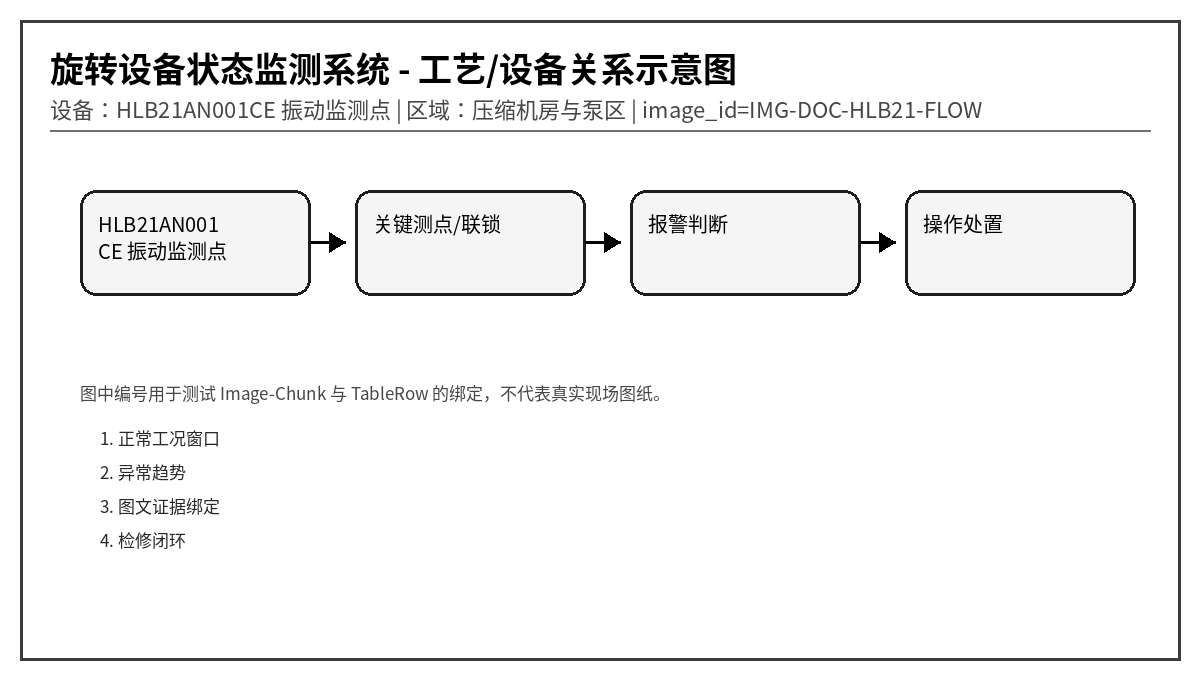 旋转设备状态监测系统 - 工艺/设备关系示意图
设备：HLB21AN001CE 振动监测点 | 区域：压缩机房与泵区 | image_id=IMG-DOC-HLB21-FLOW
HLB21AN001
CE 振动监测点
关键测点/联锁
报警判断
操作处置
图中编号用于测试 Image-Chunk 与 TableRow 的绑定，不代表真实现场图纸。
1. 正常工况窗口
2. 异常趋势
3. 图文证据绑定
4. 检修闭环